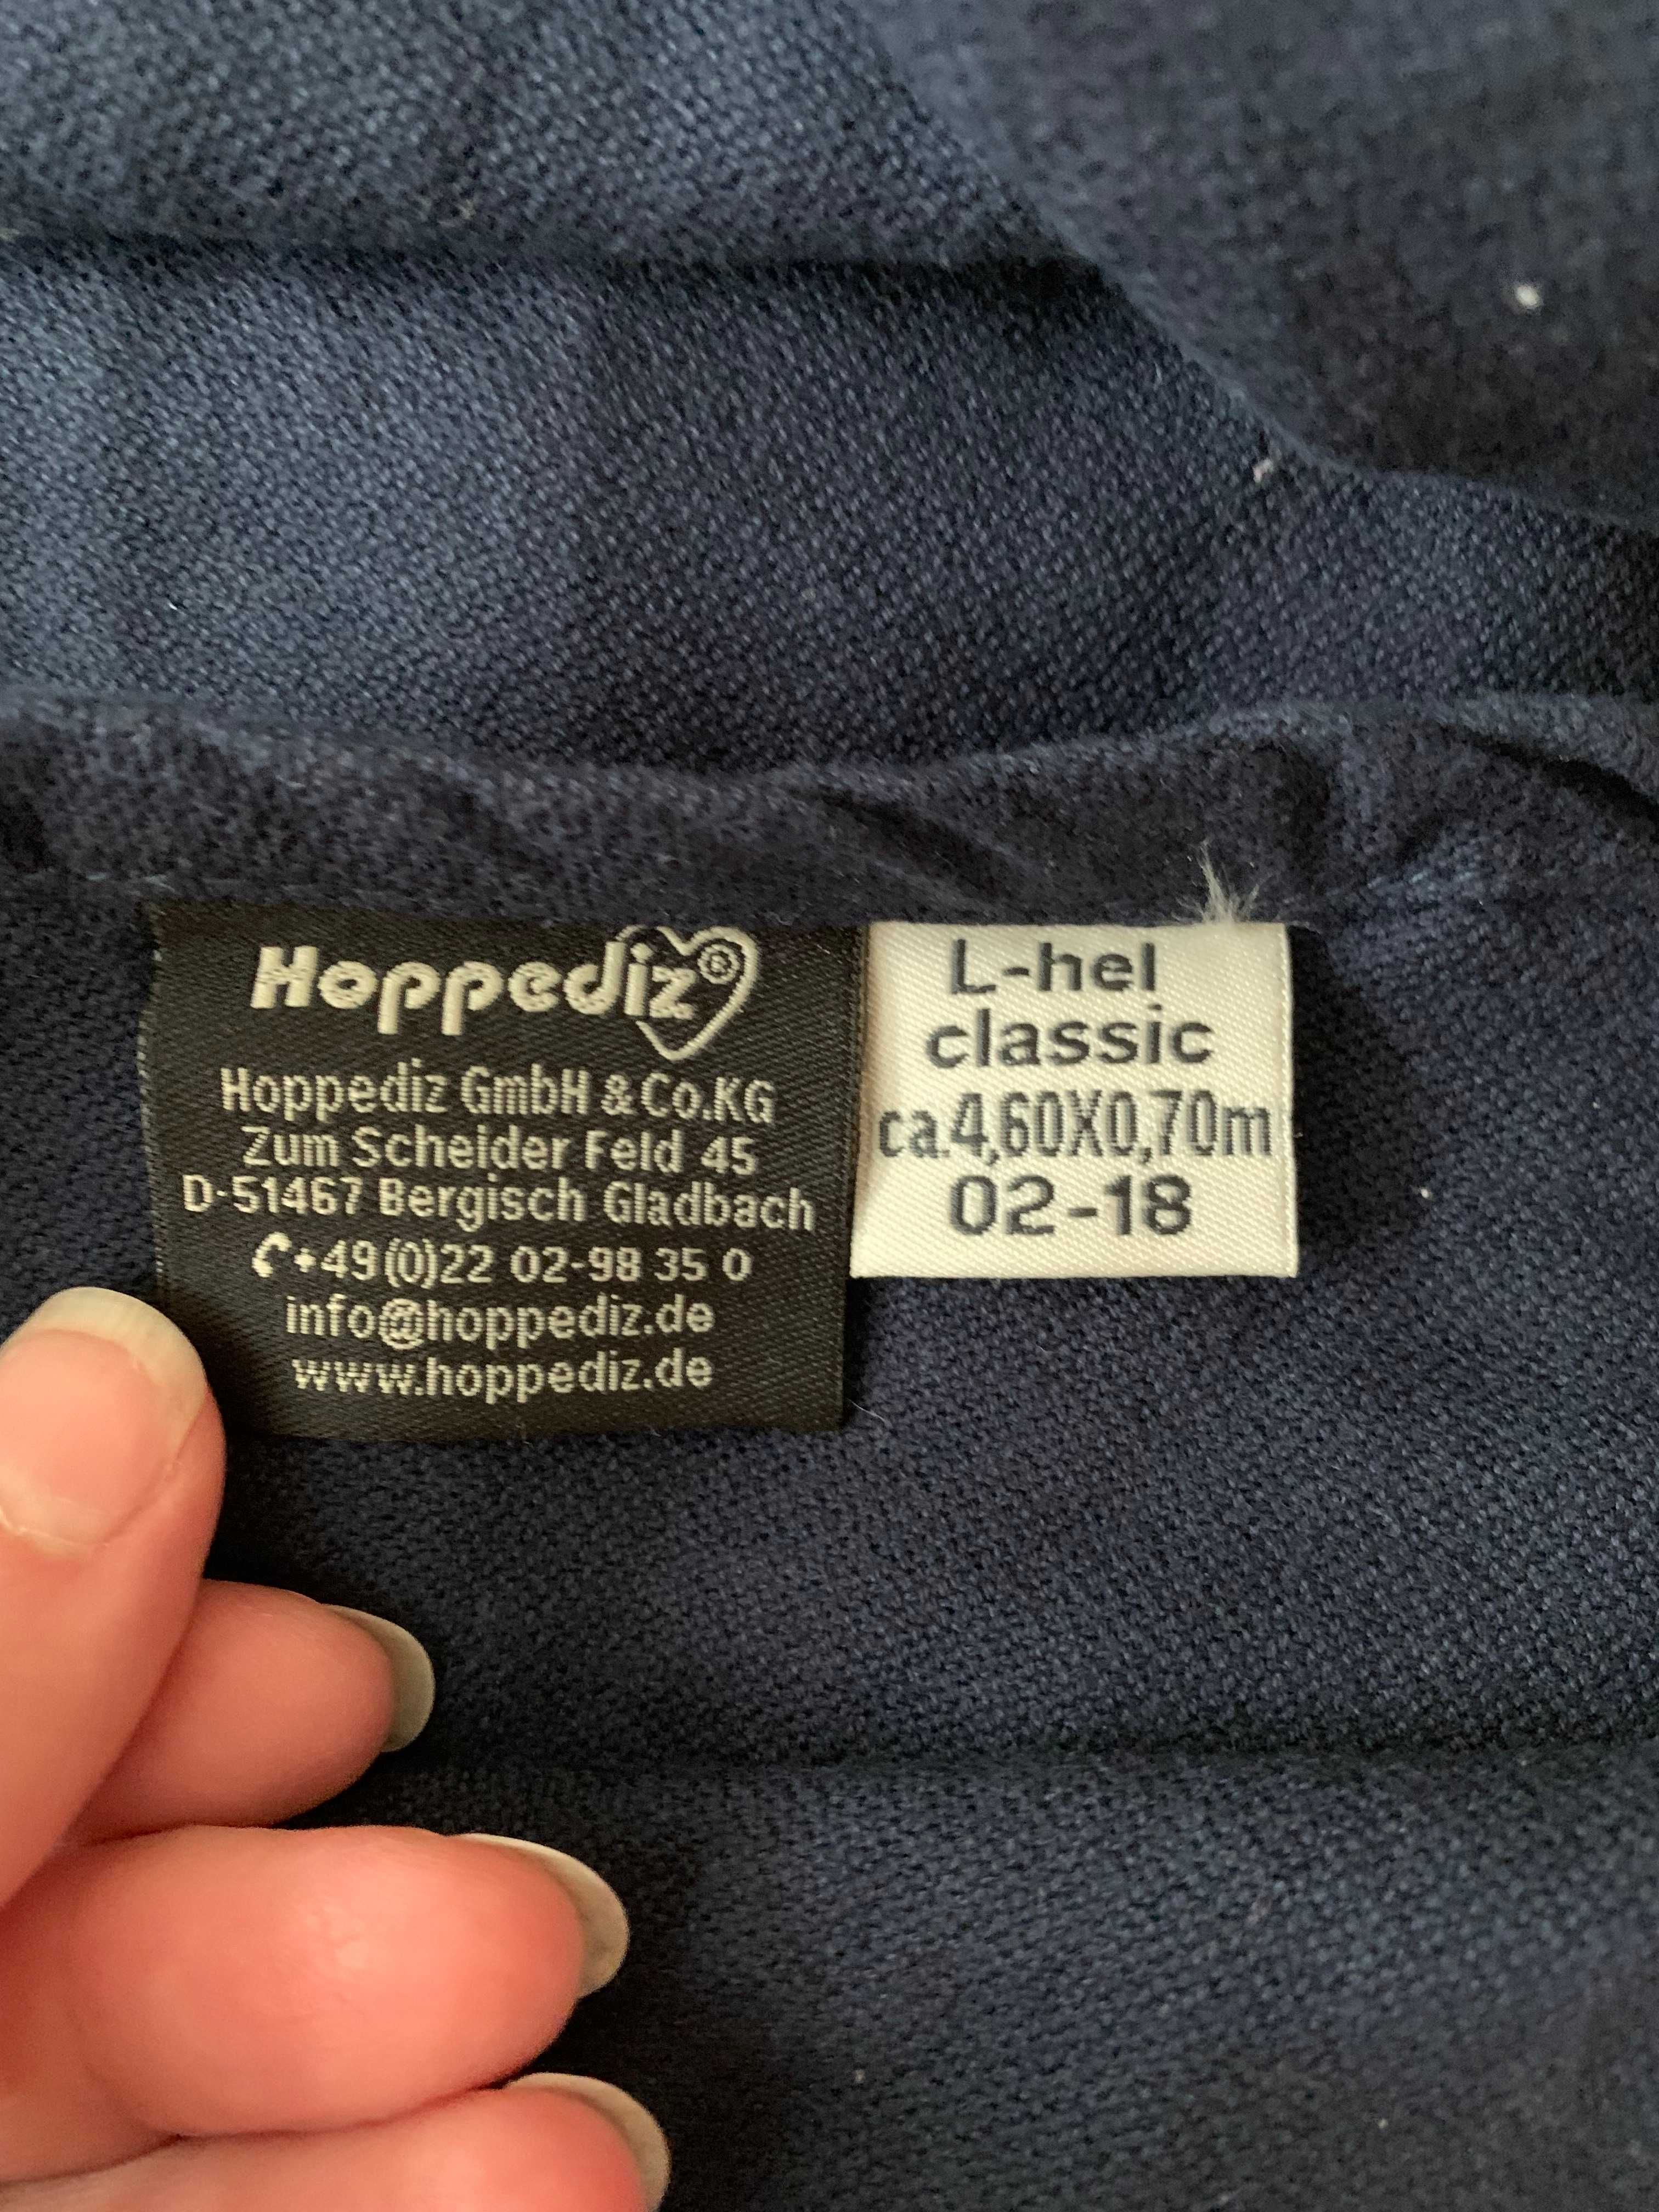 Hoppediz®
Hoppediz GmbH & Co.KG
Zum Scheider Feld 45
D-51467 Bergisch Gladbach
✆+49(0)22 02-98 35 0
info@hoppediz.de
www.hoppediz.de
L-hel
classic
ca.4,60X0,70m
02-18